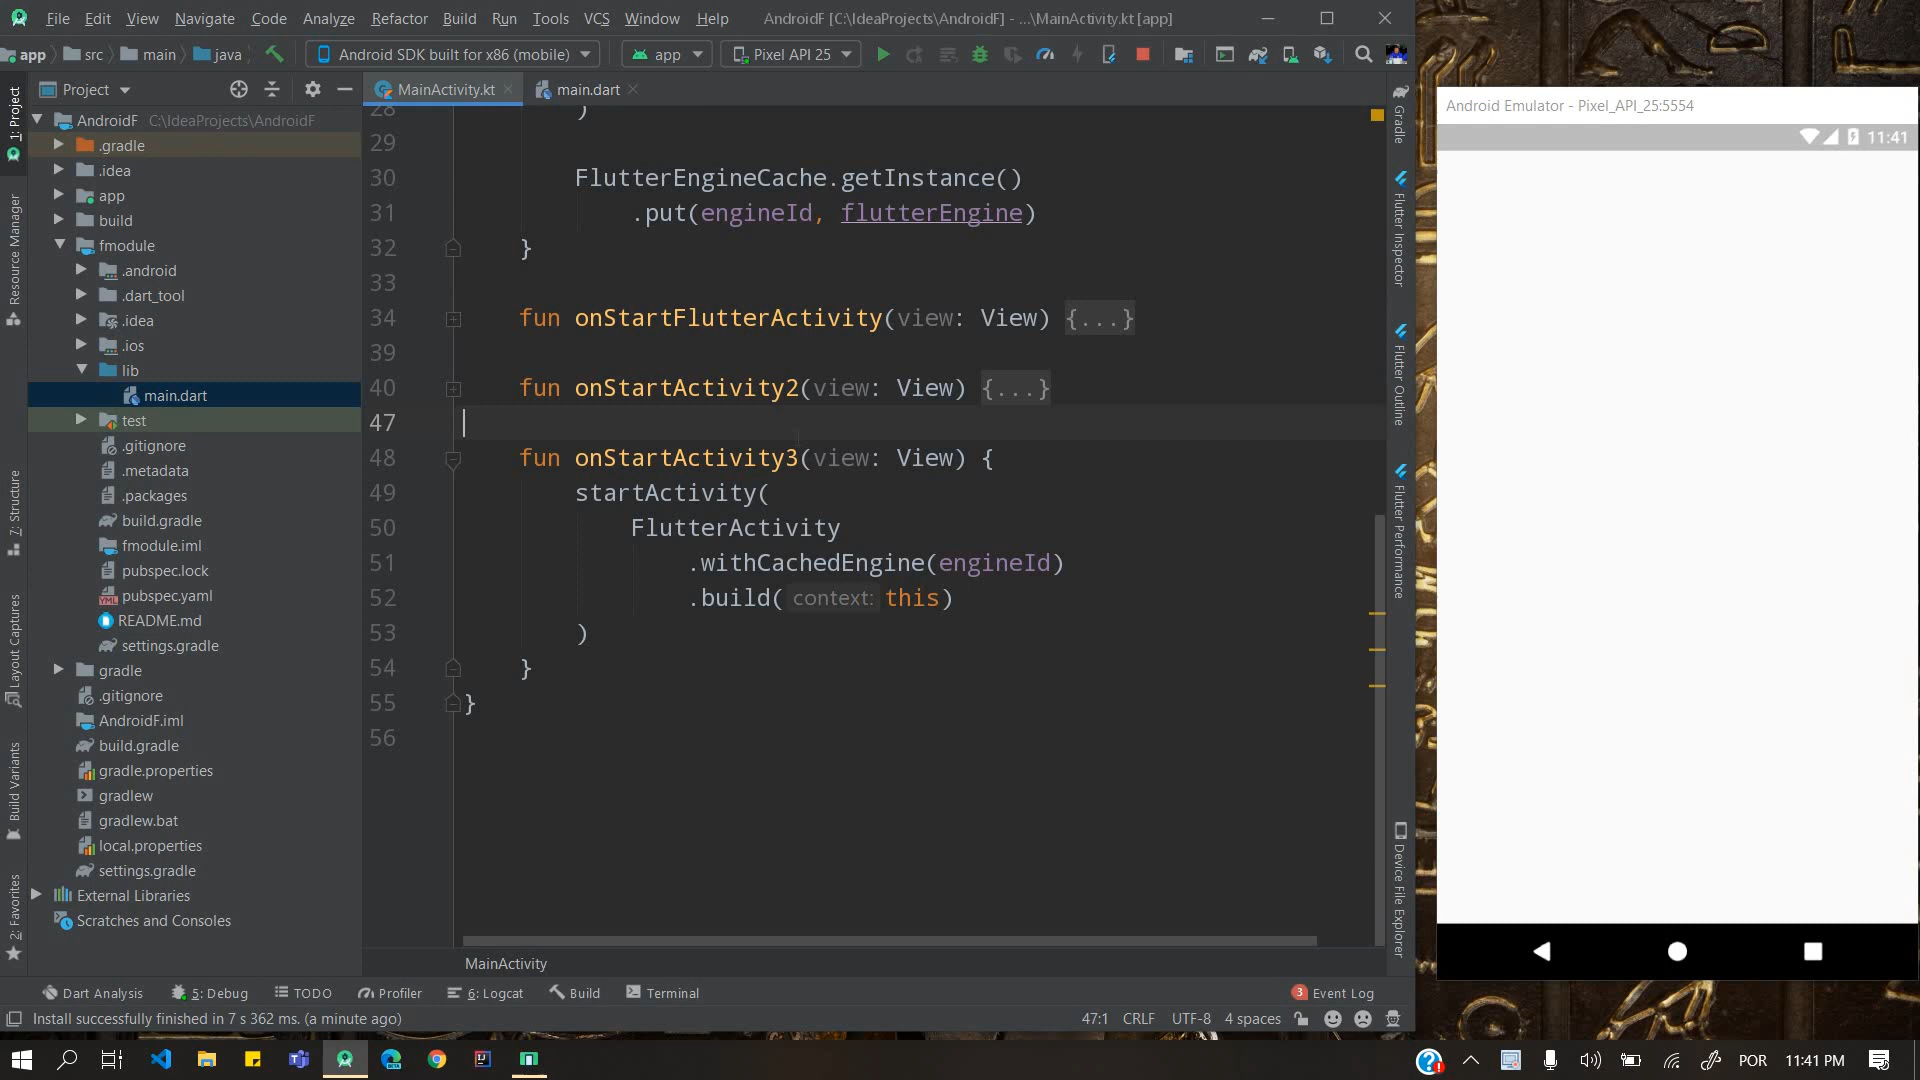 File Edit View Navigate Code Analyze Refactor Build Run Tools VCS Window Help AndroidF [C:\IdeaProjects\AndroidF] - ...\MainActivity.kt [app]
app src main java Android SDK built for x86 (mobile) app Pixel API 25
Project
MainActivity.kt main.dart
AndroidF C:\IdeaProjects\AndroidF
.gradle
.idea
app
build
fmodule
.android
.dart_tool
.idea
.ios
lib
main.dart
test
.gitignore
.metadata
.packages
build.gradle
fmodule.iml
pubspec.lock
pubspec.yaml
README.md
settings.gradle
gradle
.gitignore
AndroidF.iml
build.gradle
gradle.properties
gradlew
gradlew.bat
local.properties
settings.gradle
External Libraries
Scratches and Consoles
1: Project
Resource Manager
7: Structure
Layout Captures
Build Variants
2: Favorites
28 )
29
30 FlutterEngineCache.getInstance()
31 .put(engineId, flutterEngine)
32 }
33
34 fun onStartFlutterActivity(view: View) {...}
39
40 fun onStartActivity2(view: View) {...}
47
48 fun onStartActivity3(view: View) {
49 startActivity(
50 FlutterActivity
51 .withCachedEngine(engineId)
52 .build( context: this)
53 )
54 }
55 }
56
MainActivity
Gradle
Flutter Inspector
Flutter Outline
Flutter Performance
Device File Explorer
Dart Analysis 5: Debug TODO Profiler 6: Logcat Build Terminal 3 Event Log
Install successfully finished in 7 s 362 ms. (a minute ago) 47:1 CRLF UTF-8 4 spaces
Android Emulator - Pixel_API_25:5554
11:41
POR 11:41 PM